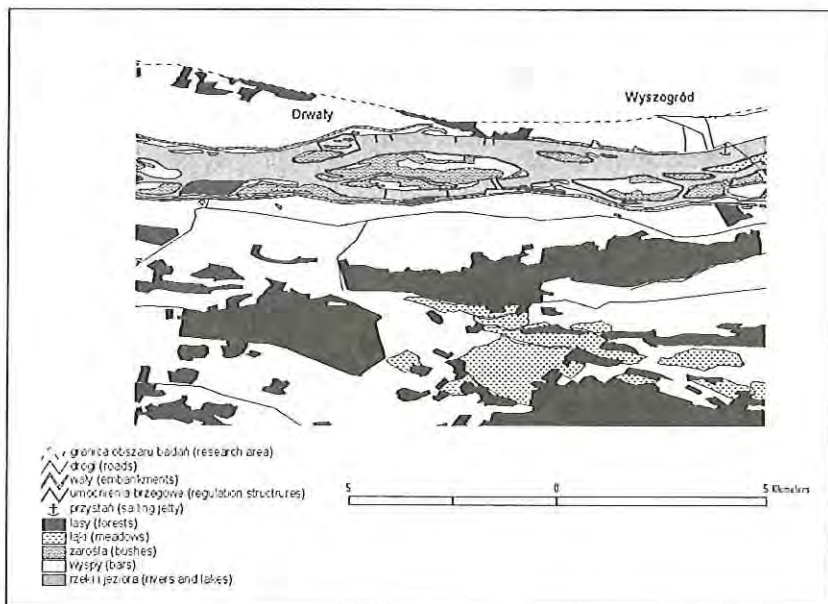 Wyszogród
Drwały
granica obszaru badań (research area)
drogi (roads)
wały (embankments)
umocnienia brzegowe (regulation structrures)
przystań (sailing jetty)
lasy (forests)
łąki (meadows)
zarośla (bushes)
wyspy (bars)
rzeki i jeziora (rivers and lakes)
5 0 5 Kilometers